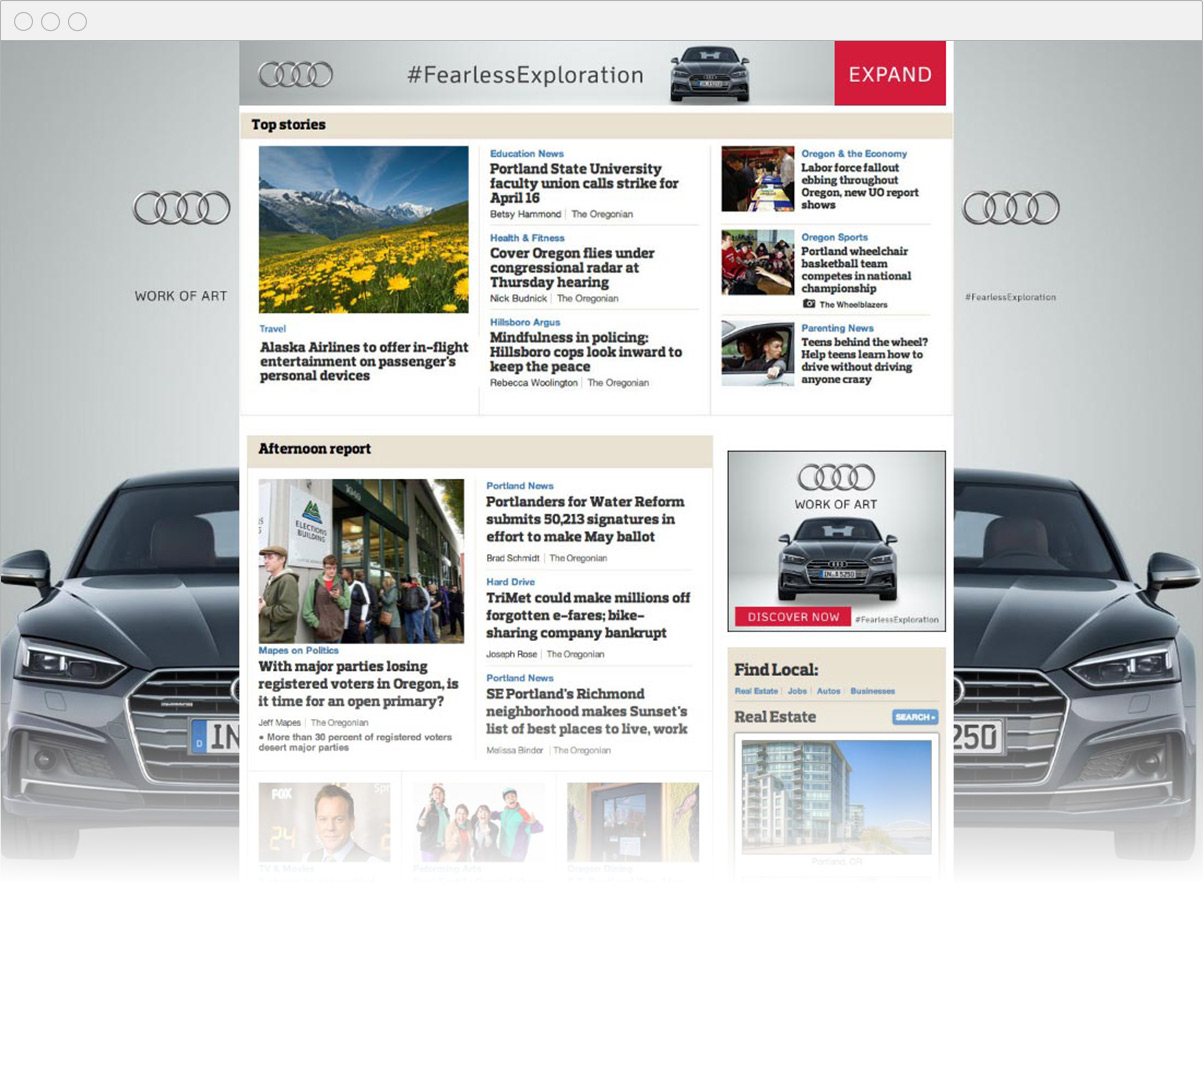 #FearlessExploration
EXPAND
WORK OF ART
#FearlessExploration
Top stories
Travel
Alaska Airlines to offer in-flight
entertainment on passenger's
personal devices
Education News
Portland State University
faculty union calls strike for
April 16
Betsy Hammond | The Oregonian
Health & Fitness
Cover Oregon flies under
congressional radar at
Thursday hearing
Nick Budnick | The Oregonian
Hillsboro Argus
Mindfulness in policing:
Hillsboro cops look inward to
keep the peace
Rebecca Woolington | The Oregonian
Oregon & the Economy
Labor force fallout
ebbing throughout
Oregon, new UO report
shows
Oregon Sports
Portland wheelchair
basketball team
competes in national
championship
The Wheelblazers
Parenting News
Teens behind the wheel?
Help teens learn how to
drive without driving
anyone crazy
Afternoon report
ELECTIONS
BUILDING
Mapes on Politics
With major parties losing
registered voters in Oregon, is
it time for an open primary?
Jeff Mapes | The Oregonian
• More than 30 percent of registered voters
desert major parties
Portland News
Portlanders for Water Reform
submits 50,213 signatures in
effort to make May ballot
Brad Schmidt | The Oregonian
Hard Drive
TriMet could make millions off
forgotten e-fares; bike-
sharing company bankrupt
Joseph Rose | The Oregonian
Portland News
SE Portland's Richmond
neighborhood makes Sunset's
list of best places to live, work
Melissa Binder | The Oregonian
WORK OF ART
DISCOVER NOW
#FearlessExploration
Find Local:
Real Estate | Jobs | Autos | Businesses
Real Estate
SEARCH »
Portland, OR
D IN
250
FOX
24
TV & Movies
Performing Arts
Oregon Dining